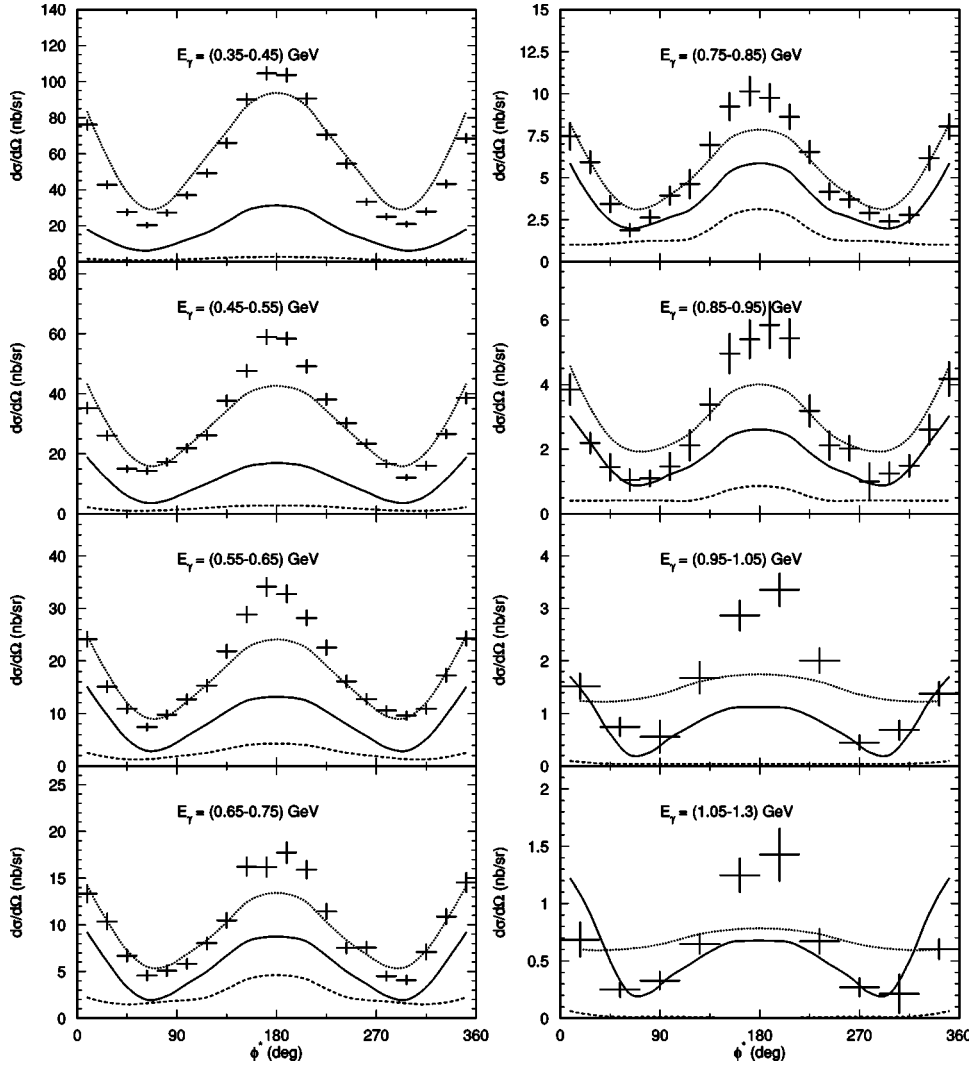 140
120
100
80
60
40
20
0
dσ/dΩ (nb/sr)
E_γ = (0.35-0.45) GeV
80
60
40
20
0
dσ/dΩ (nb/sr)
E_γ = (0.45-0.55) GeV
40
30
20
10
0
dσ/dΩ (nb/sr)
E_γ = (0.55-0.65) GeV
25
20
15
10
5
0
dσ/dΩ (nb/sr)
E_γ = (0.65-0.75) GeV
0 90 180 270 360
ϕ* (deg)
15
12.5
10
7.5
5
2.5
0
dσ/dΩ (nb/sr)
E_γ = (0.75-0.85) GeV
6
4
2
0
dσ/dΩ (nb/sr)
E_γ = (0.85-0.95) GeV
4
3
2
1
0
dσ/dΩ (nb/sr)
E_γ = (0.95-1.05) GeV
2
1.5
1
0.5
0
dσ/dΩ (nb/sr)
E_γ = (1.05-1.3) GeV
0 90 180 270 360
ϕ* (deg)